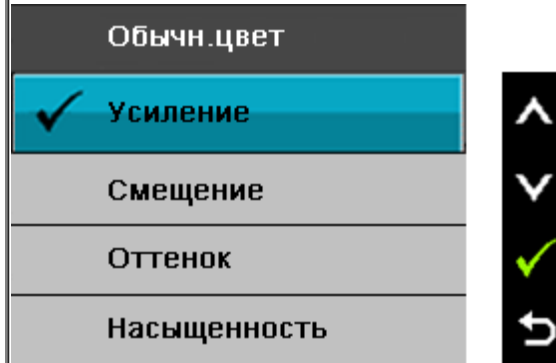 Обычн.цвет
Усиление
Смещение
Оттенок
Насыщенность